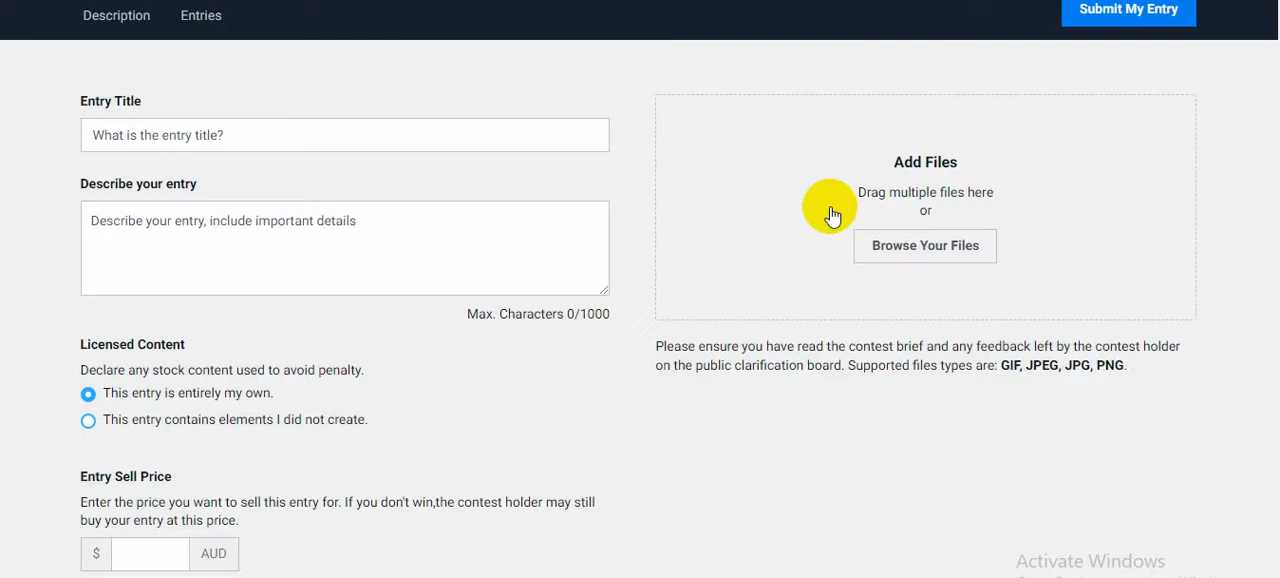 Description
Entries
Submit My Entry
Entry Title
What is the entry title?
Describe your entry
Describe your entry, include important details
Max. Characters 0/1000
Licensed Content
Declare any stock content used to avoid penalty.
This entry is entirely my own.
This entry contains elements I did not create.
Entry Sell Price
Enter the price you want to sell this entry for. If you don't win,the contest holder may still
buy your entry at this price.
$ AUD
Add Files
Drag multiple files here
or
Browse Your Files
Please ensure you have read the contest brief and any feedback left by the contest holder
on the public clarification board. Supported files types are: GIF, JPEG, JPG, PNG.
Activate Windows